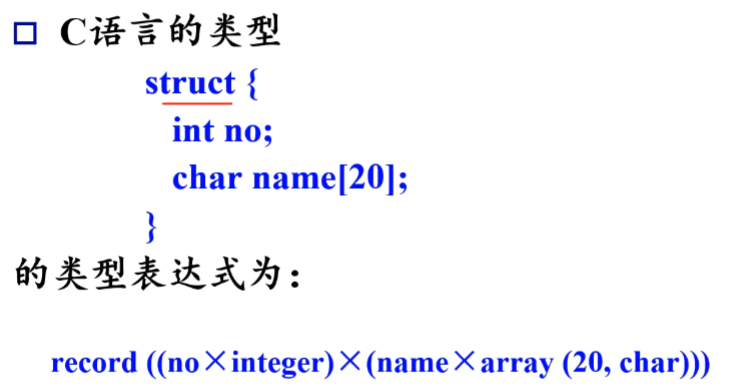 C语言的类型
struct {
int no;
char name[20];
}
的类型表达式为：
record ((no×integer)×(name×array (20, char)))